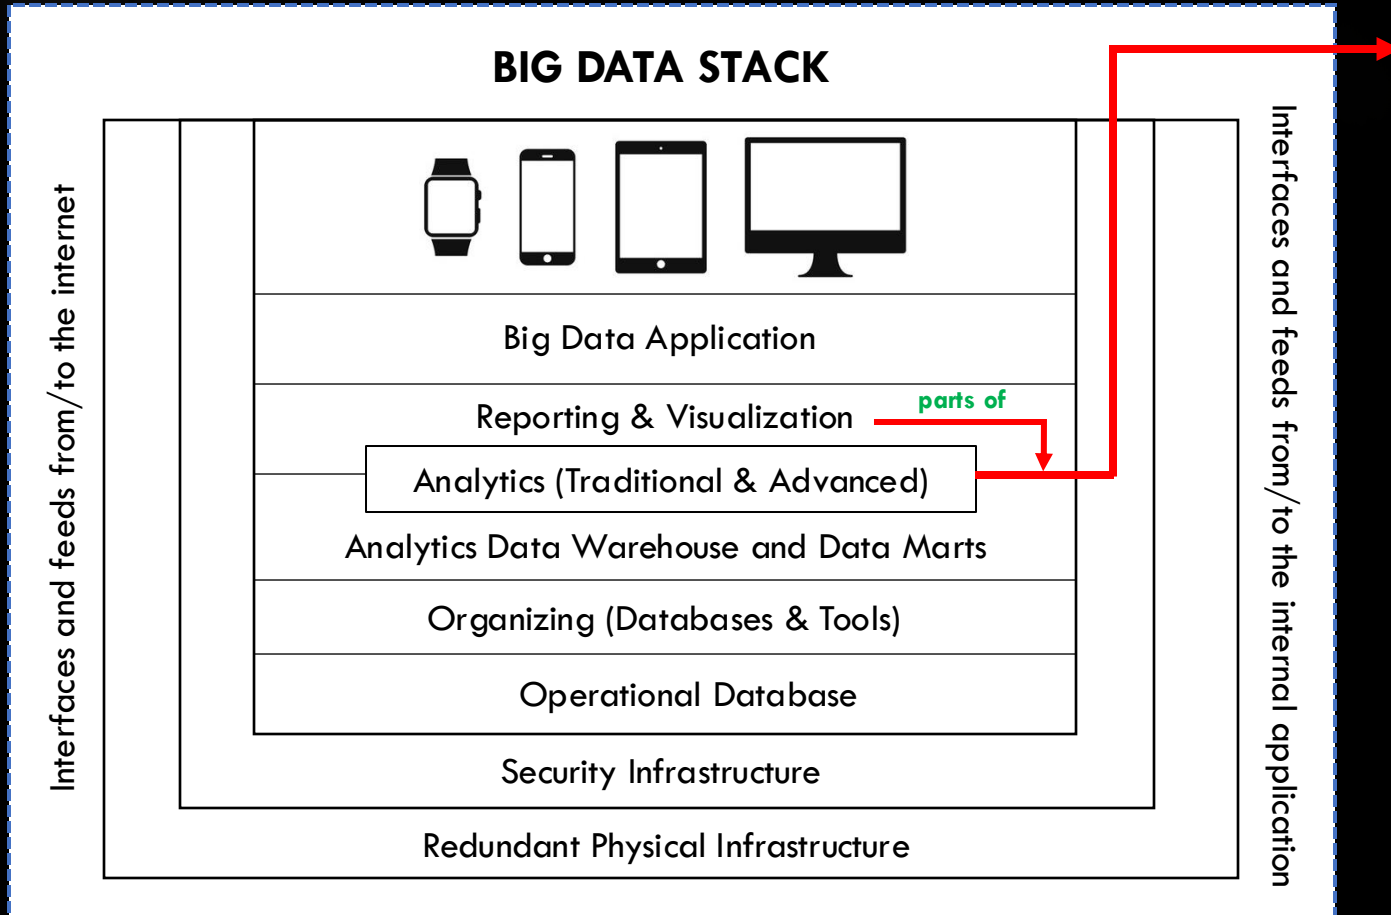 BIG DATA STACK
Interfaces and feeds from/to the internet
Big Data Application
Reporting & Visualization
parts of
Analytics (Traditional & Advanced)
Analytics Data Warehouse and Data Marts
Organizing (Databases & Tools)
Operational Database
Security Infrastructure
Redundant Physical Infrastructure
Interfaces and feeds from/to the internal application